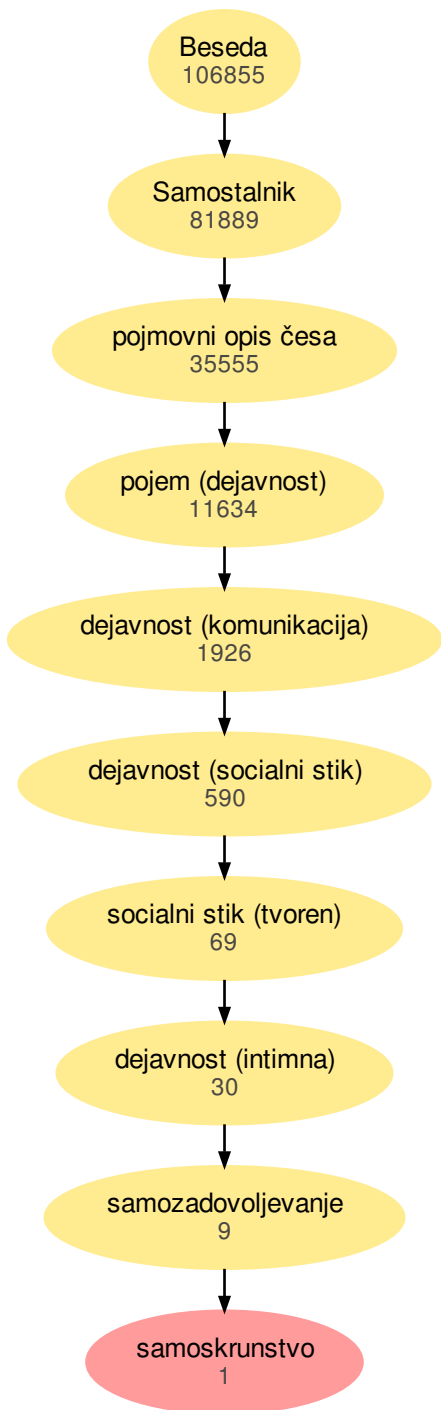 Beseda
106855
Samostalnik
81889
pojmovni opis česa
35555
pojem (dejavnost)
11634
dejavnost (komunikacija)
1926
dejavnost (socialni stik)
590
socialni stik (tvoren)
69
dejavnost (intimna)
30
samozadovoljevanje
9
samoskrunstvo
1